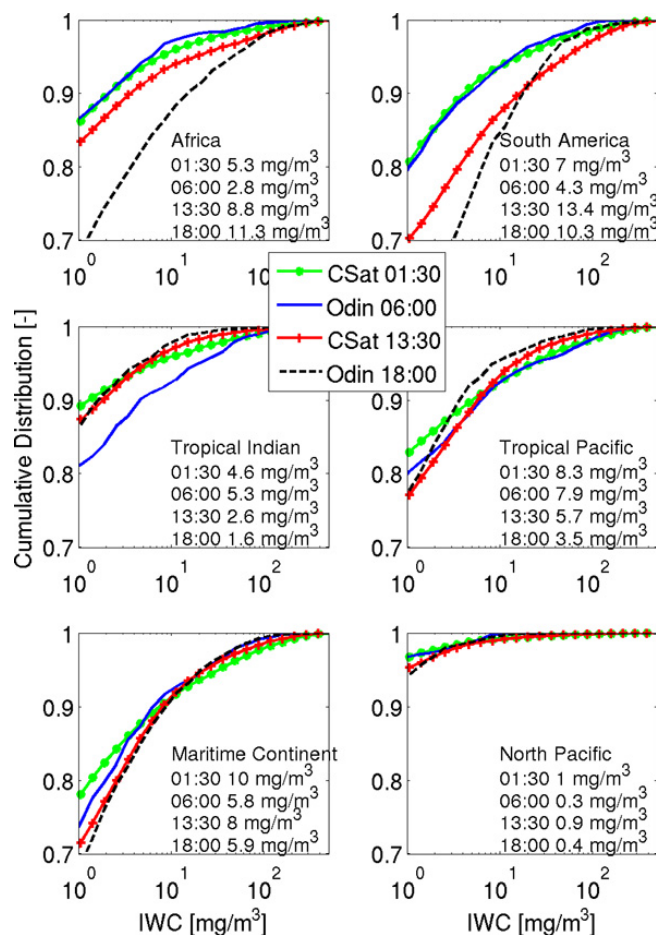 1
0.9
0.8
0.7
10^0
10^1
10^2
Africa
01:30 5.3 mg/m^3
06:00 2.8 mg/m^3
13:30 8.8 mg/m^3
18:00 11.3 mg/m^3
1
0.9
0.8
0.7
10^0
10^1
10^2
South America
01:30 7 mg/m^3
06:00 4.3 mg/m^3
13:30 13.4 mg/m^3
18:00 10.3 mg/m^3
CSat 01:30
Odin 06:00
CSat 13:30
Odin 18:00
Cumulative Distribution [-]
1
0.9
0.8
0.7
10^0
10^1
10^2
Tropical Indian
01:30 4.6 mg/m^3
06:00 5.3 mg/m^3
13:30 2.6 mg/m^3
18:00 1.6 mg/m^3
1
0.9
0.8
0.7
10^0
10^1
10^2
Tropical Pacific
01:30 8.3 mg/m^3
06:00 7.9 mg/m^3
13:30 5.7 mg/m^3
18:00 3.5 mg/m^3
1
0.9
0.8
0.7
10^0
10^1
10^2
Maritime Continent
01:30 10 mg/m^3
06:00 5.8 mg/m^3
13:30 8 mg/m^3
18:00 5.9 mg/m^3
IWC [mg/m^3]
1
0.9
0.8
0.7
10^0
10^1
10^2
North Pacific
01:30 1 mg/m^3
06:00 0.3 mg/m^3
13:30 0.9 mg/m^3
18:00 0.4 mg/m^3
IWC [mg/m^3]